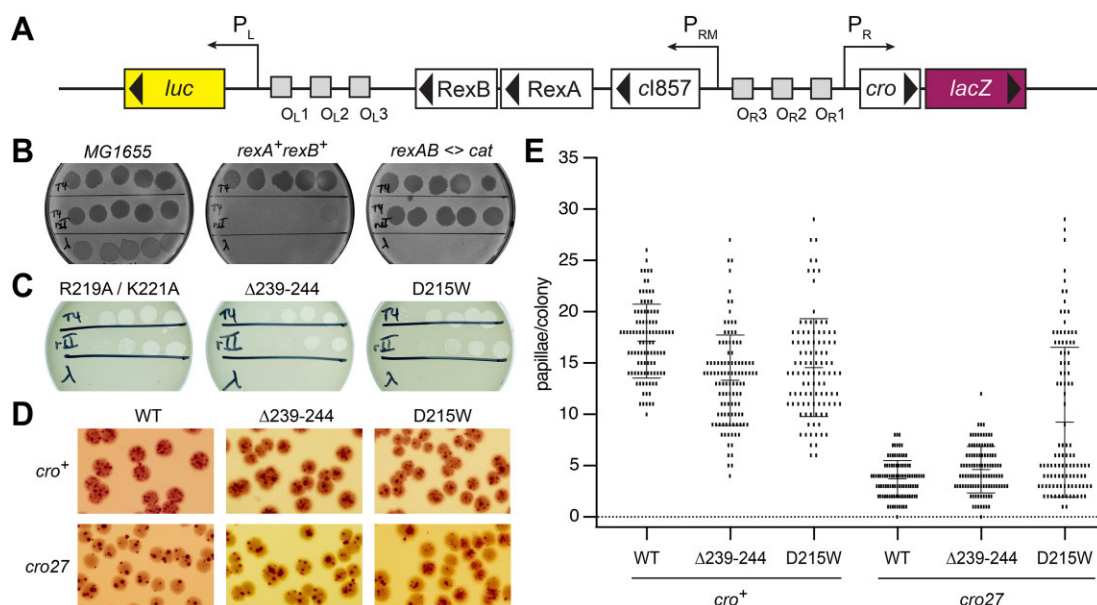 A
P_L P_RM P_R
luc RexB RexA cI857 cro lacZ
O_L1 O_L2 O_L3 O_R3 O_R2 O_R1
B
MG1655 rexA⁺rexB⁺ rexAB <> cat
T4 T4 T4
T4 rII T4 rII T4 rII
λ λ λ
C
R219A / K221A Δ239-244 D215W
T4 T4 T4
rII rII rII
λ λ λ
D
WT Δ239-244 D215W
cro⁺
cro27
E
papillae/colony
35
30
25
20
15
10
5
0
WT Δ239-244 D215W WT Δ239-244 D215W
cro⁺ cro27